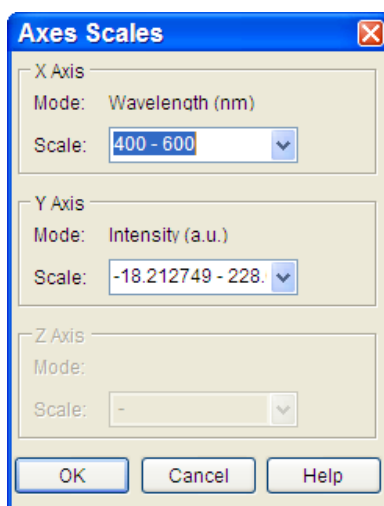 Axes Scales
X Axis
Mode: Wavelength (nm)
Scale: 400 - 600
Y Axis
Mode: Intensity (a.u.)
Scale: -18.212749 - 228.
Z Axis
Mode:
Scale: -
OK Cancel Help